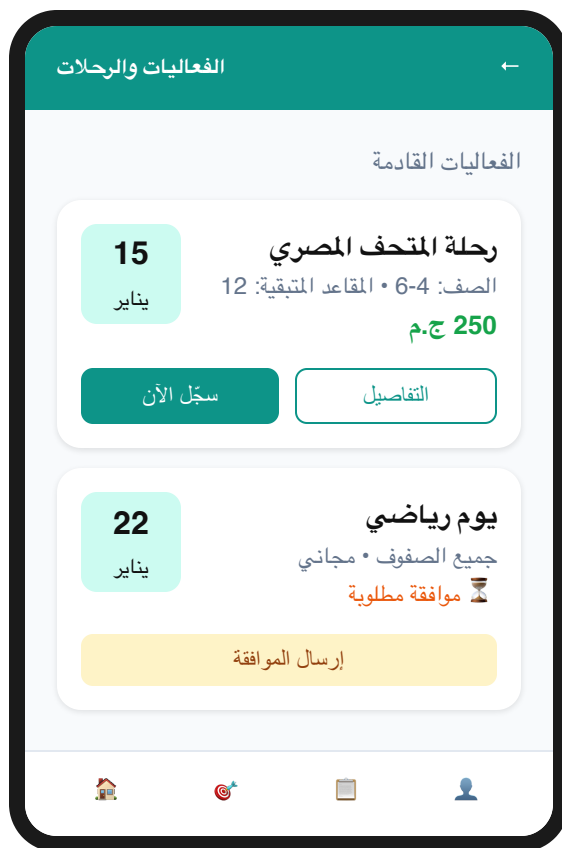 الفعاليات والرحلات ←
الفعاليات القادمة
رحلة المتحف المصري
الصف: 4-6 • المقاعد المتبقية: 12
250 ج.م
15
يناير
التفاصيل
سجّل الآن
يوم رياضي
جميع الصفوف • مجاني
⏳ موافقة مطلوبة
22
يناير
إرسال الموافقة